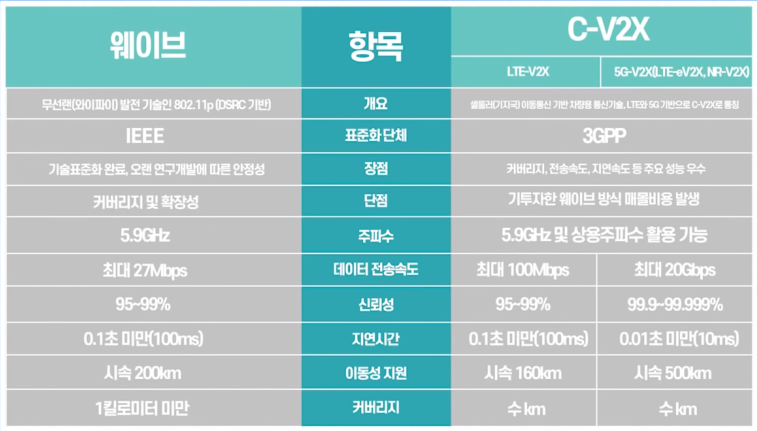 웨이브 항목 C-V2X
LTE-V2X 5G-V2X(LTE-eV2X, NR-V2X)
무선랜(와이파이) 발전 기술인 802.11p (DSRC 기반) 개요 셀룰러(기지국) 이동통신 기반 차량용 통신기술, LTE와 5G 기반으로 C-V2X로 통칭
IEEE 표준화 단체 3GPP
기술표준화 완료, 오랜 연구개발에 따른 안정성 장점 커버리지, 전송속도, 지연속도 등 주요 성능 우수
커버리지 및 확장성 단점 기투자한 웨이브 방식 매몰비용 발생
5.9GHz 주파수 5.9GHz 및 상용주파수 활용 가능
최대 27Mbps 데이터 전송속도 최대 100Mbps 최대 20Gbps
95~99% 신뢰성 95~99% 99.9~99.999%
0.1초 미만(100ms) 지연시간 0.1초 미만(100ms) 0.01초 미만(10ms)
시속 200km 이동성 지원 시속 160km 시속 500km
1킬로미터 미만 커버리지 수 km 수 km